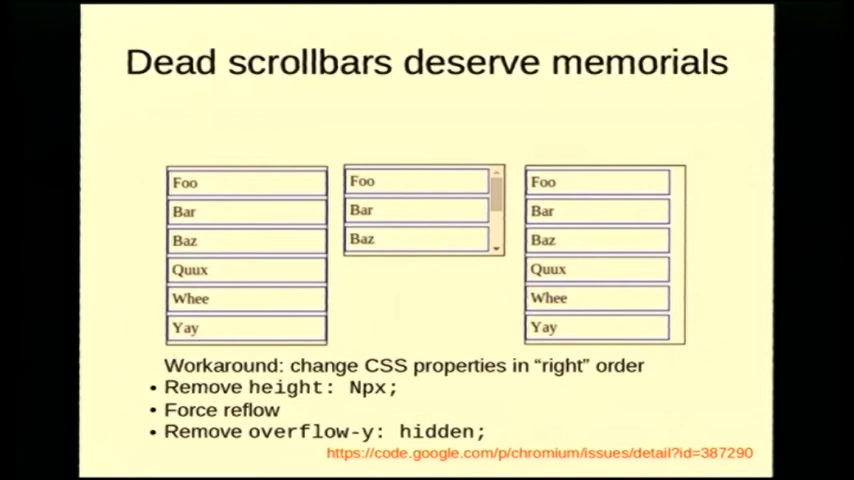 Dead scrollbars deserve memorials
Foo
Bar
Baz
Quux
Whee
Yay
Foo
Bar
Baz
Foo
Bar
Baz
Quux
Whee
Yay
Workaround: change CSS properties in “right” order
• Remove height: Npx;
• Force reflow
• Remove overflow-y: hidden;
https://code.google.com/p/chromium/issues/detail?id=387290